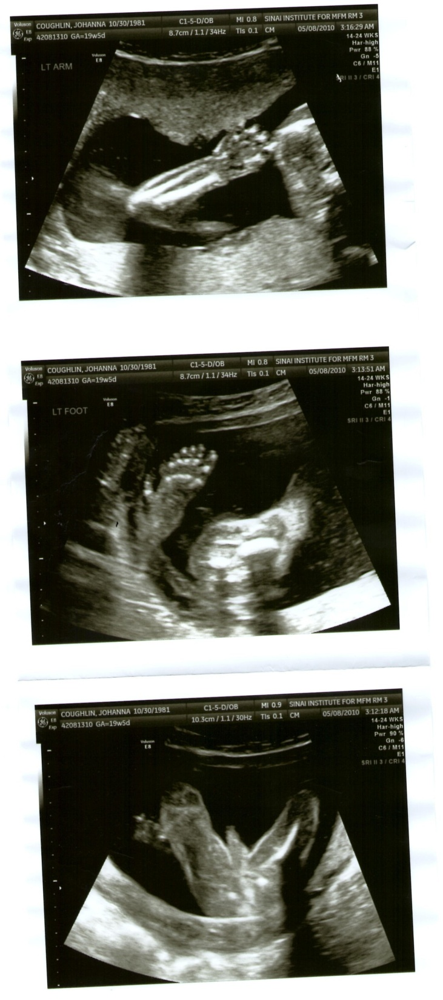 Voluson
E8
Exp
COUGHLIN, JOHANNA 10/30/1981
42081310 GA=19w5d
C1-5-D/OB
8.7cm / 1.1 / 34Hz
MI 0.8
TIs 0.1
SINAI INSTITUTE FOR MFM RM 3
CM 05/08/2010 3:16:29 AM
14-24 WKS
Har-high
Pwr 88 %
Gn -5
C6 / M11
E1
SRI II 3 / CRI 4
Voluson
E8
LT ARM
Voluson
E8
Exp
COUGHLIN, JOHANNA 10/30/1981
42081310 GA=19w5d
C1-5-D/OB
8.7cm / 1.1 / 34Hz
MI 0.8
TIs 0.1
SINAI INSTITUTE FOR MFM RM 3
CM 05/08/2010 3:13:51 AM
14-24 WKS
Har-high
Pwr 88 %
Gn -1
C6 / M11
E1
SRI II 3 / CRI 4
Voluson
E8
LT FOOT
Voluson
E8
Exp
COUGHLIN, JOHANNA 10/30/1981
42081310 GA=19w5d
C1-5-D/OB
10.3cm / 1.1 / 30Hz
MI 0.9
TIs 0.1
SINAI INSTITUTE FOR MFM RM 3
CM 05/08/2010 3:12:18 AM
14-24 WKS
Har-high
Pwr 90 %
Gn -6
C6 / M11
E1
SRI II 3 / CRI 4
Voluson
E8